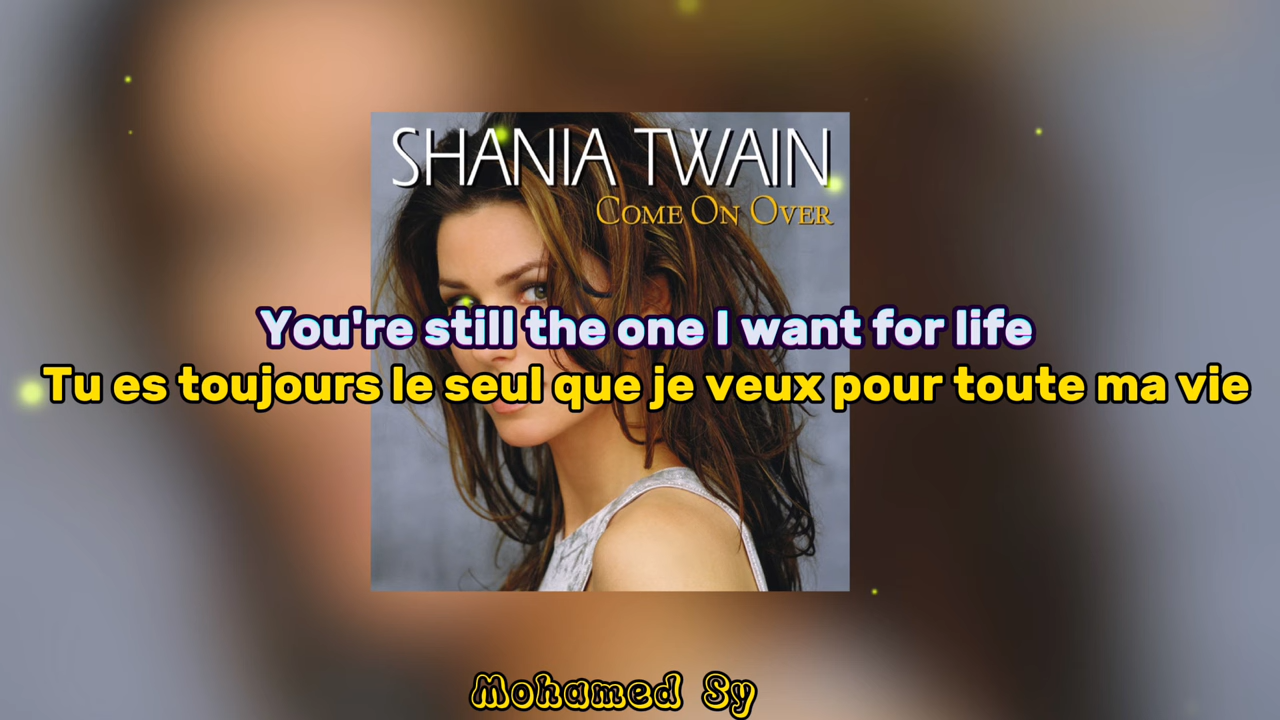 SHANIA TWAIN
COME ON OVER
You're still the one I want for life
Tu es toujours le seul que je veux pour toute ma vie
Mohamed Sy